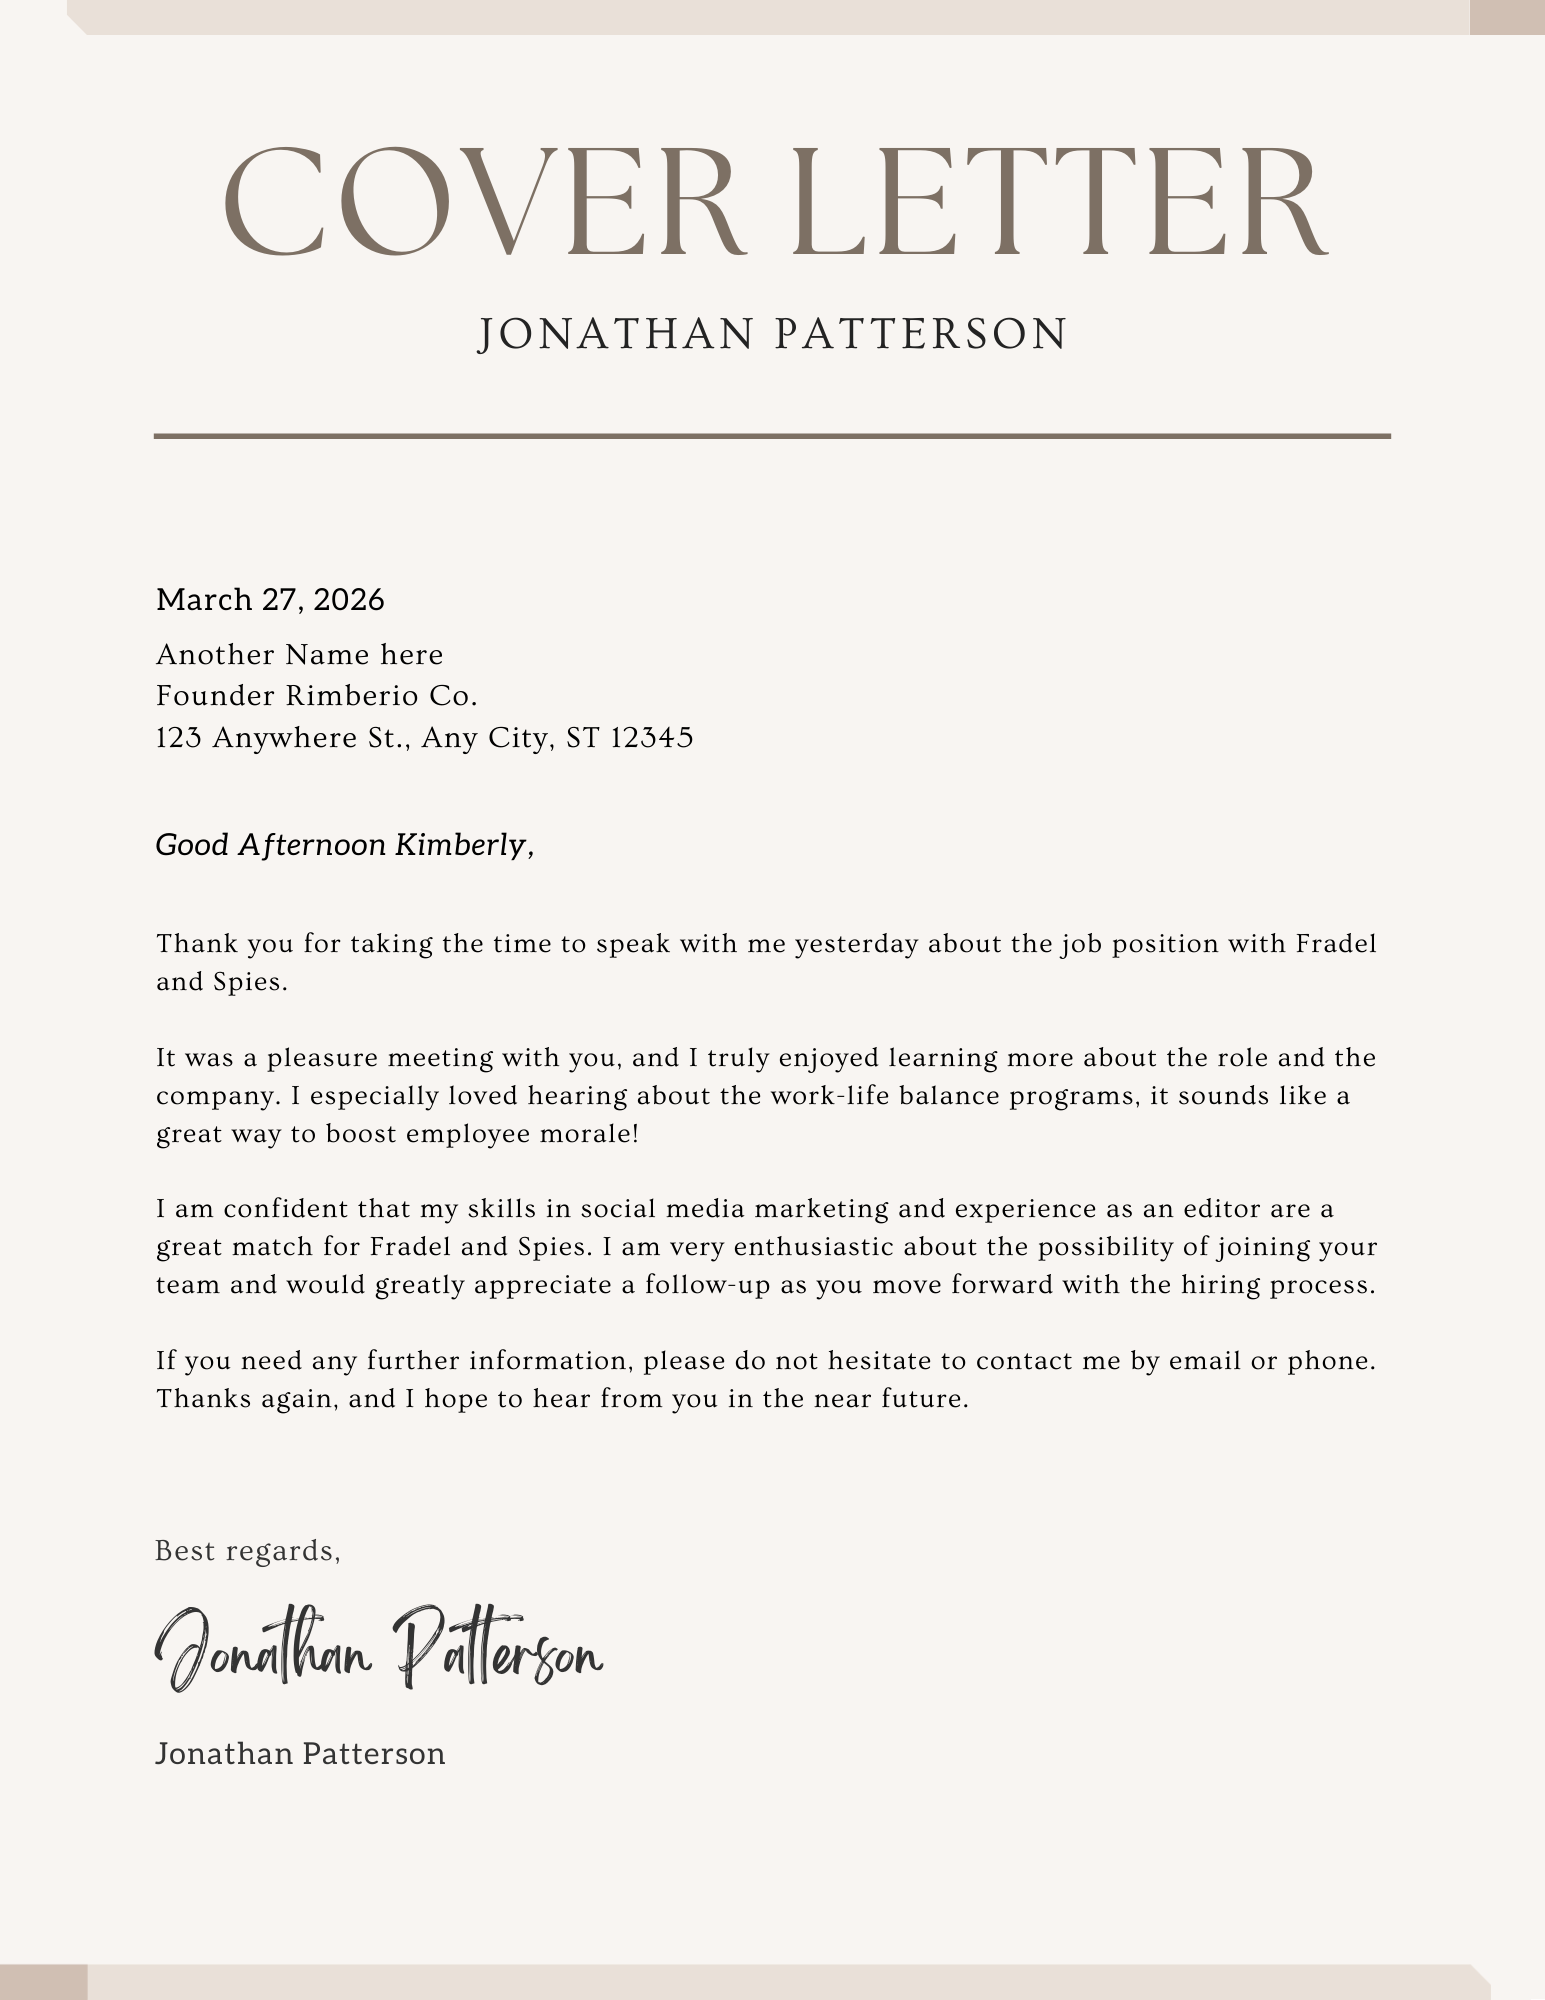 COVER LETTER
JONATHAN PATTERSON
March 27, 2026
Another Name here
Founder Rimberio Co.
123 Anywhere St., Any City, ST 12345
Good Afternoon Kimberly,
Thank you for taking the time to speak with me yesterday about the job position with Fradel
and Spies.
It was a pleasure meeting with you, and I truly enjoyed learning more about the role and the
company. I especially loved hearing about the work-life balance programs, it sounds like a
great way to boost employee morale!
I am confident that my skills in social media marketing and experience as an editor are a
great match for Fradel and Spies. I am very enthusiastic about the possibility of joining your
team and would greatly appreciate a follow-up as you move forward with the hiring process.
If you need any further information, please do not hesitate to contact me by email or phone.
Thanks again, and I hope to hear from you in the near future.
Best regards,
Jonathan Patterson
Jonathan Patterson